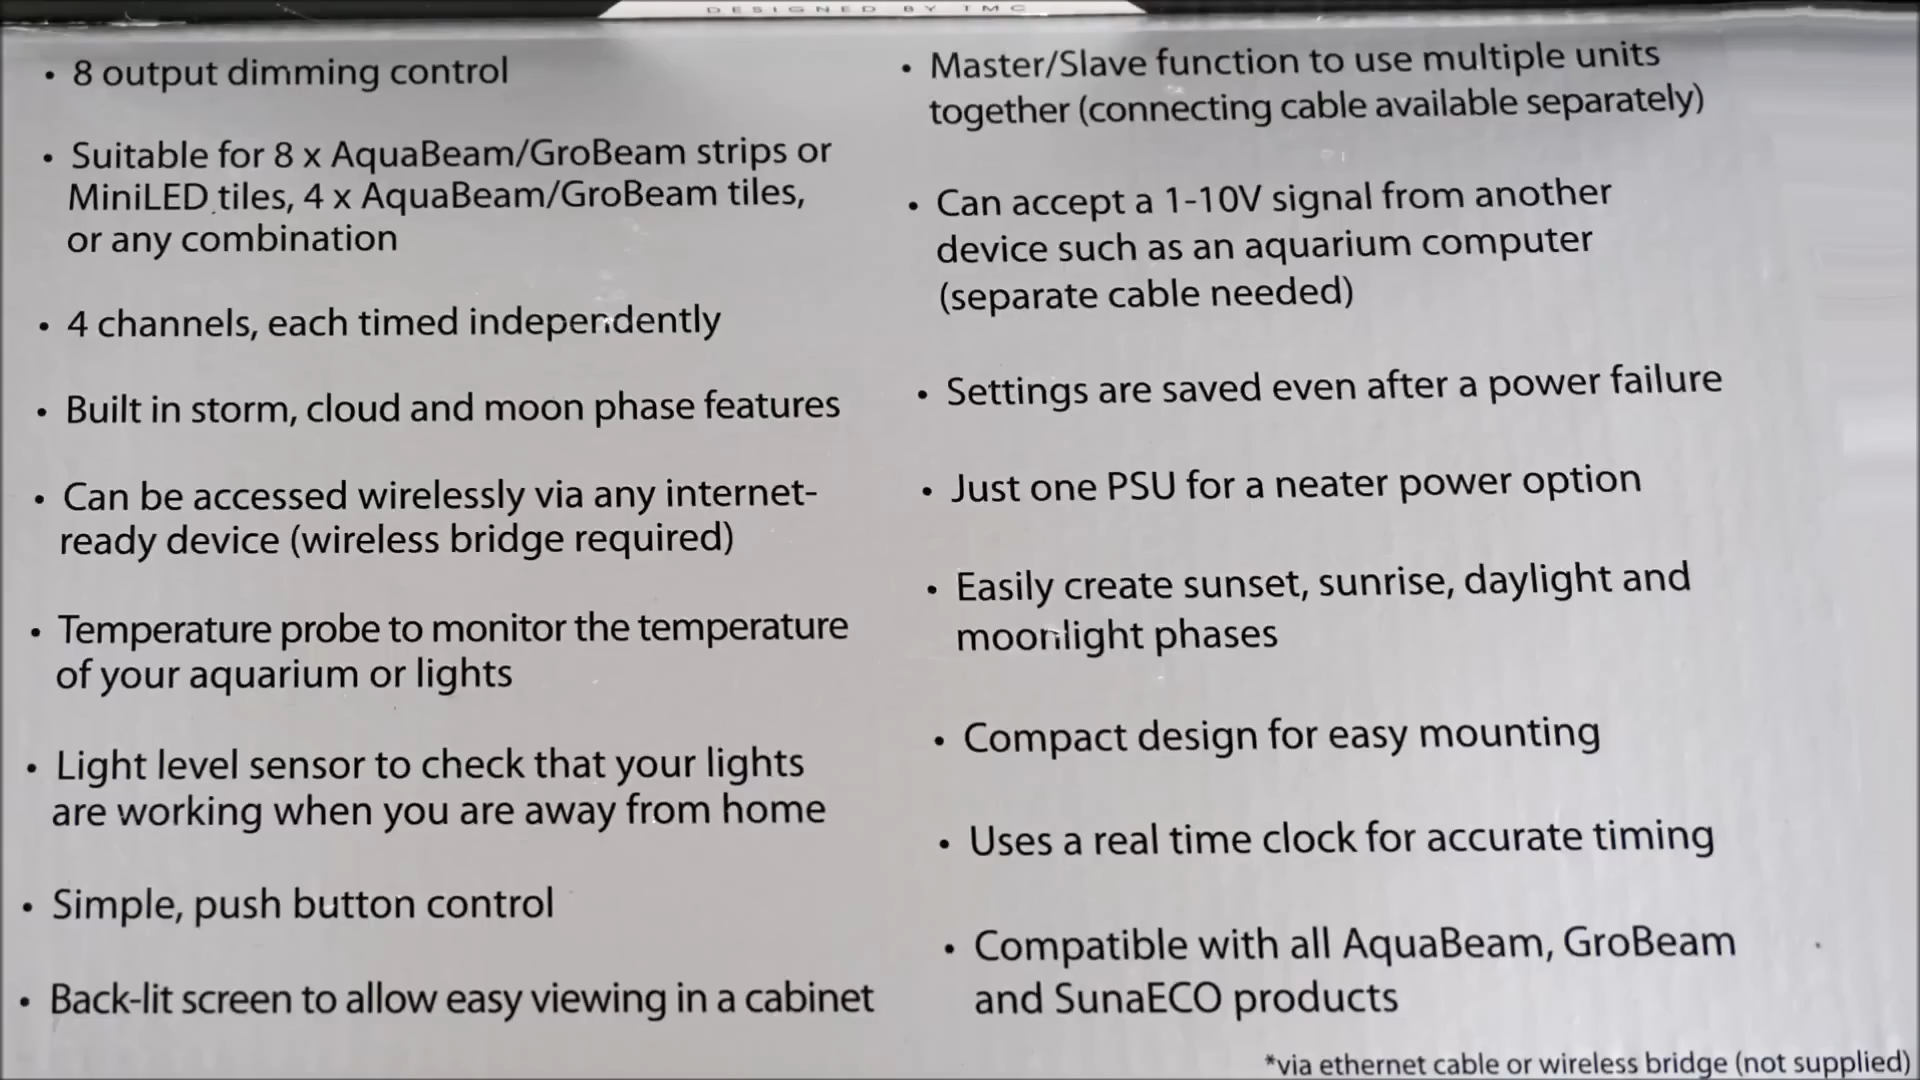 DESIGNED BY TMC
• 8 output dimming control
• Suitable for 8 x AquaBeam/GroBeam strips or
MiniLED tiles, 4 x AquaBeam/GroBeam tiles,
or any combination
• 4 channels, each timed independently
• Built in storm, cloud and moon phase features
• Can be accessed wirelessly via any internet-
ready device (wireless bridge required)
• Temperature probe to monitor the temperature
of your aquarium or lights
• Light level sensor to check that your lights
are working when you are away from home
• Simple, push button control
• Back-lit screen to allow easy viewing in a cabinet
• Master/Slave function to use multiple units
together (connecting cable available separately)
• Can accept a 1-10V signal from another
device such as an aquarium computer
(separate cable needed)
• Settings are saved even after a power failure
• Just one PSU for a neater power option
• Easily create sunset, sunrise, daylight and
moonlight phases
• Compact design for easy mounting
• Uses a real time clock for accurate timing
• Compatible with all AquaBeam, GroBeam
and SunaECO products
*via ethernet cable or wireless bridge (not supplied)